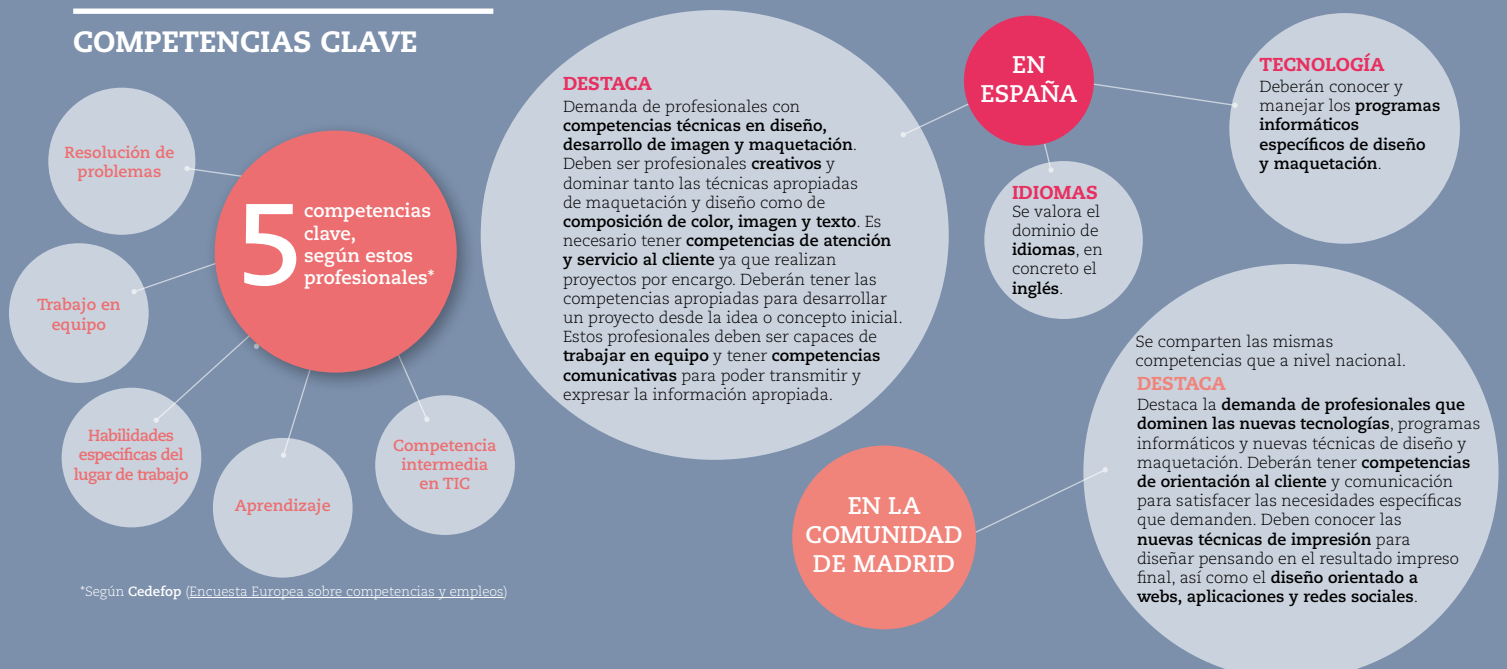 COMPETENCIAS CLAVE
Resolución de
problemas
5 competencias
clave,
según estos
profesionales*
Trabajo en
equipo
Habilidades
específicas del
lugar de trabajo
Aprendizaje
Competencia
intermedia
en TIC
*Según Cedefop (Encuesta Europea sobre competencias y empleos)
EN
ESPAÑA
DESTACA
Demanda de profesionales con
competencias técnicas en diseño,
desarrollo de imagen y maquetación.
Deben ser profesionales creativos y
dominar tanto las técnicas apropiadas
de maquetación y diseño como de
composición de color, imagen y texto. Es
necesario tener competencias de atención
y servicio al cliente ya que realizan
proyectos por encargo. Deberán tener las
competencias apropiadas para desarrollar
un proyecto desde la idea o concepto inicial.
Estos profesionales deben ser capaces de
trabajar en equipo y tener competencias
comunicativas para poder transmitir y
expresar la información apropiada.
IDIOMAS
Se valora el
dominio de
idiomas, en
concreto el
inglés.
TECNOLOGÍA
Deberán conocer y
manejar los programas
informáticos
específicos de diseño
y maquetación.
EN LA
COMUNIDAD
DE MADRID
Se comparten las mismas
competencias que a nivel nacional.
DESTACA
Destaca la demanda de profesionales que
dominen las nuevas tecnologías, programas
informáticos y nuevas técnicas de diseño y
maquetación. Deberán tener competencias
de orientación al cliente y comunicación
para satisfacer las necesidades específicas
que demanden. Deben conocer las
nuevas técnicas de impresión para
diseñar pensando en el resultado impreso
final, así como el diseño orientado a
webs, aplicaciones y redes sociales.